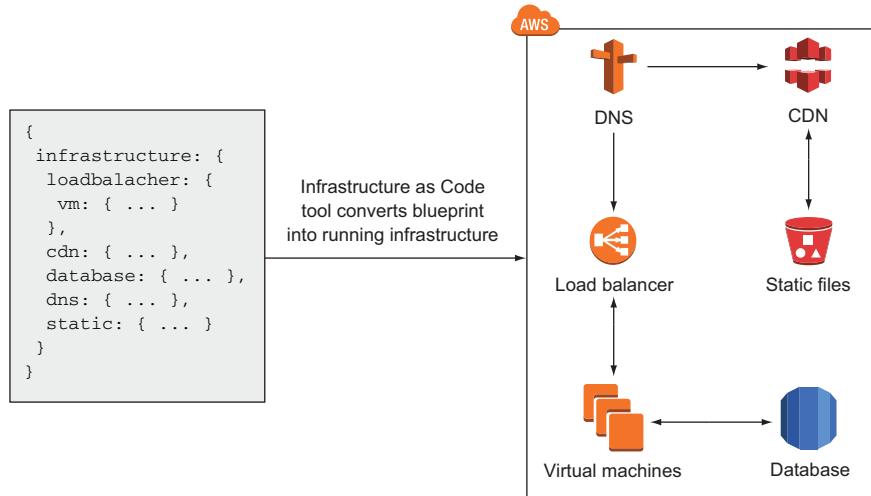 AWS
{
infrastructure: {
loadbalacher: {
vm: { ... }
},
cdn: { ... },
database: { ... },
dns: { ... },
static: { ... }
}
}
Infrastructure as Code
tool converts blueprint
into running infrastructure
DNS
CDN
Load balancer
Static files
Virtual machines
Database